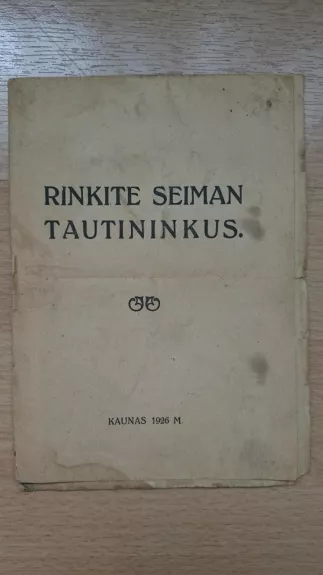 RINKITE SEIMAN
TAUTININKUS.
KAUNAS 1926 M.